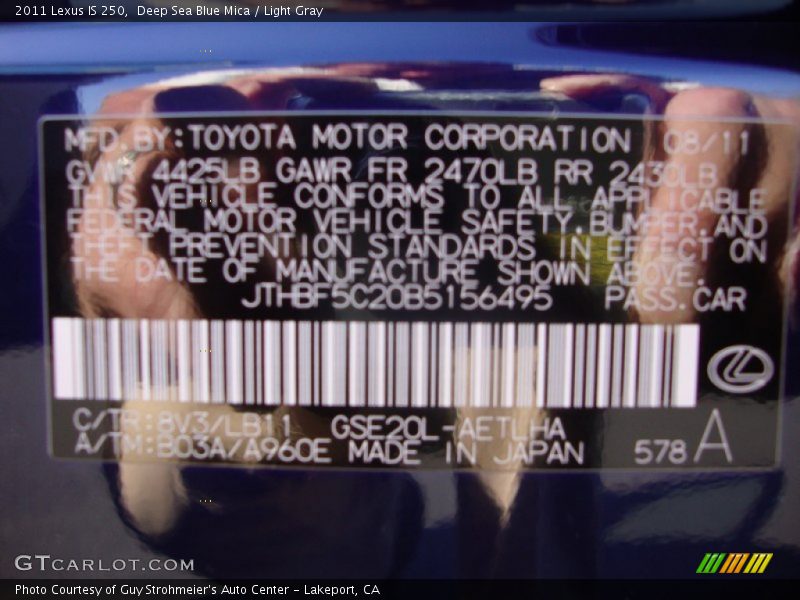 2011 Lexus IS 250,  Deep Sea Blue Mica / Light Gray
MFD BY:TOYOTA MOTOR CORPORATION 08/11
GVWR 4425LB GAWR FR 2470LB RR 2430LB
THIS VEHICLE CONFORMS TO ALL APPLICABLE
FEDERAL MOTOR VEHICLE SAFETY,BUMPER,AND
THEFT PREVENTION STANDARDS IN EFFECT ON
THE DATE OF MANUFACTURE SHOWN ABOVE.
JTHBF5C20B5156495 PASS.CAR
C/TR:8V3/LB11 GSE20L-AETLHA
A/TM:B03A/A960E MADE IN JAPAN 578 A
GTCARLOT.COM
Photo Courtesy of Guy Strohmeier's Auto Center - Lakeport, CA